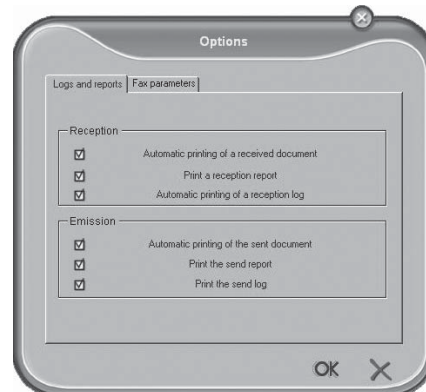 Options
Logs and reports Fax parameters
Reception
Automatic printing of a received document
Print a reception report
Automatic printing of a reception log
Emission
Automatic printing of the sent document
Print the send report
Print the send log
OK